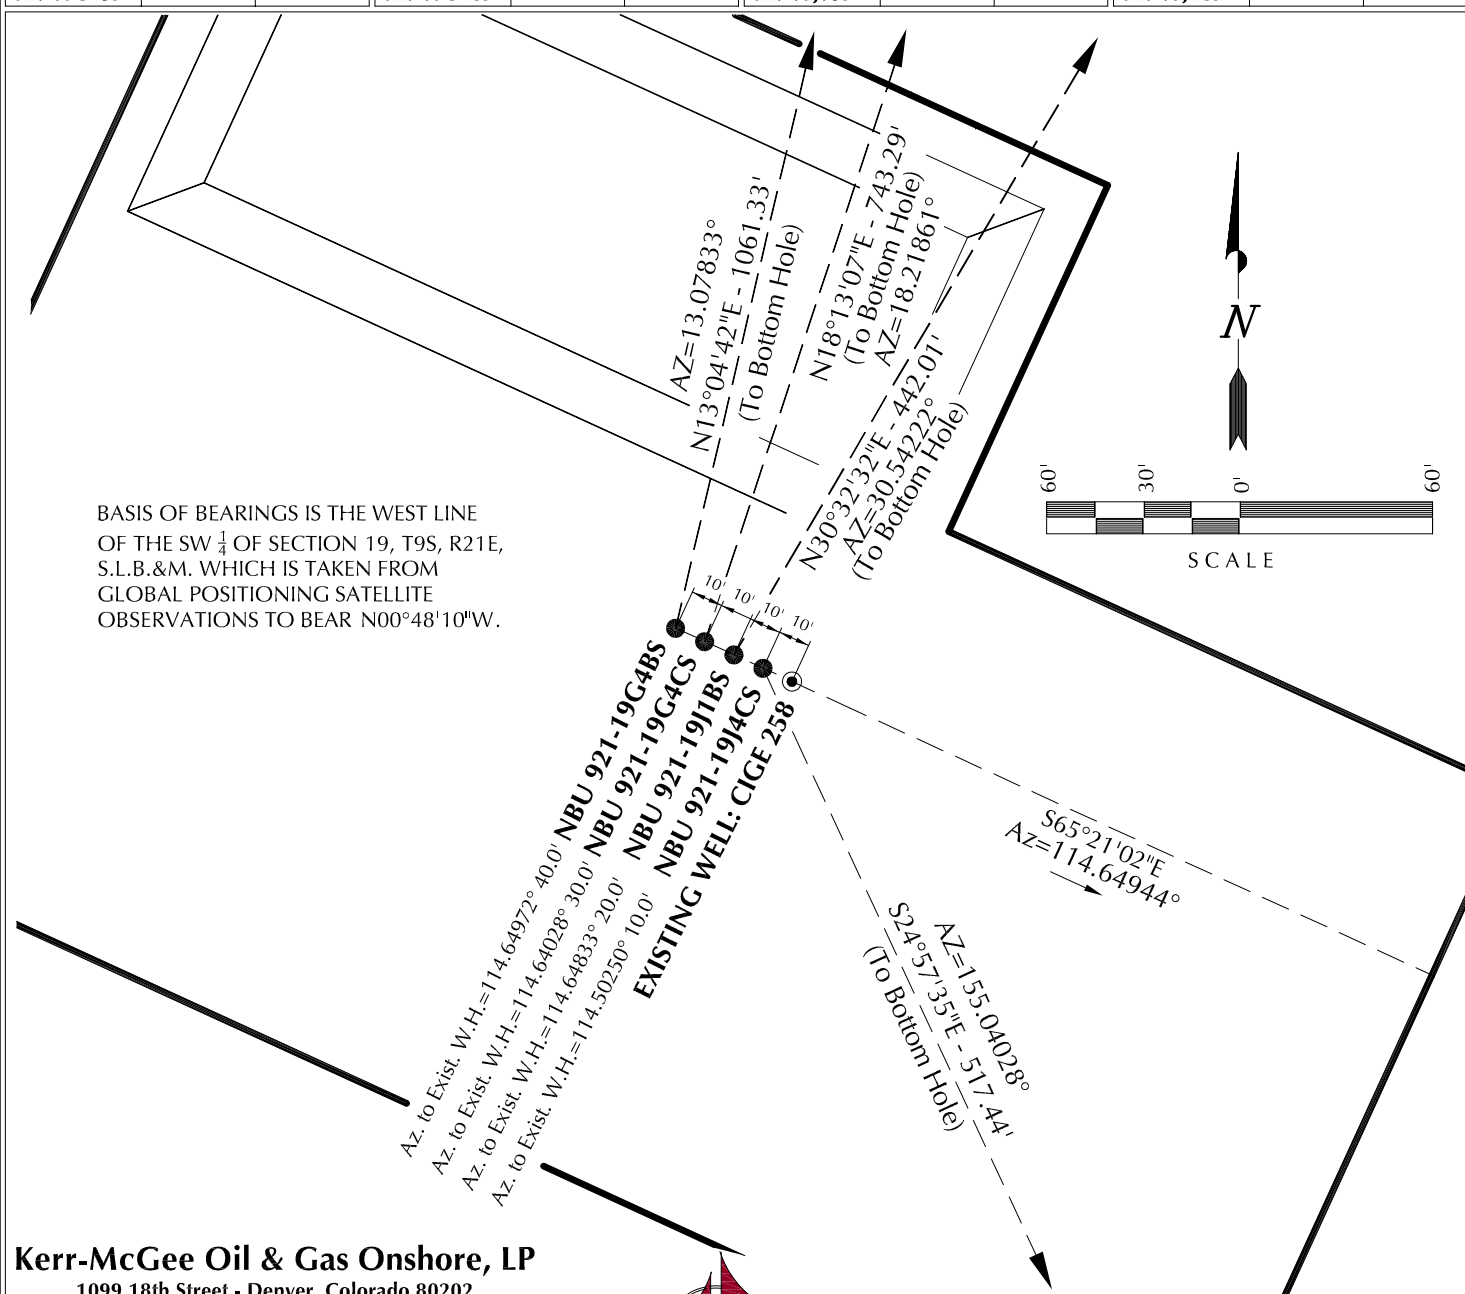 AZ=13.07833°
N13°04'42"E - 1061.33'
(To Bottom Hole)
N18°13'07"E - 743.29'
(To Bottom Hole)
AZ=18.21861°
N30°32'32"E - 442.01'
AZ=30.54222°
(To Bottom Hole)
N
60'
30'
0'
60'
SCALE
BASIS OF BEARINGS IS THE WEST LINE
OF THE SW 1/4 OF SECTION 19, T9S, R21E,
S.L.B.&M. WHICH IS TAKEN FROM
GLOBAL POSITIONING SATELLITE
OBSERVATIONS TO BEAR N00°48'10"W.
10'
10'
10'
10'
Az. to Exist. W.H.=114.64972° 40.0' NBU 921-19G4BS
Az. to Exist. W.H.=114.64028° 30.0' NBU 921-19G4CS
Az. to Exist. W.H.=114.64833° 20.0' NBU 921-19J1BS
Az. to Exist. W.H.=114.50250° 10.0' NBU 921-19J4CS
EXISTING WELL: CIGE 258
S65°21'02"E
Az=114.64944°
AZ=155.04028°
S24°57'35"E - 517.44'
(To Bottom Hole)
Kerr-McGee Oil & Gas Onshore, LP
1099 18th Street - Denver, Colorado 80202